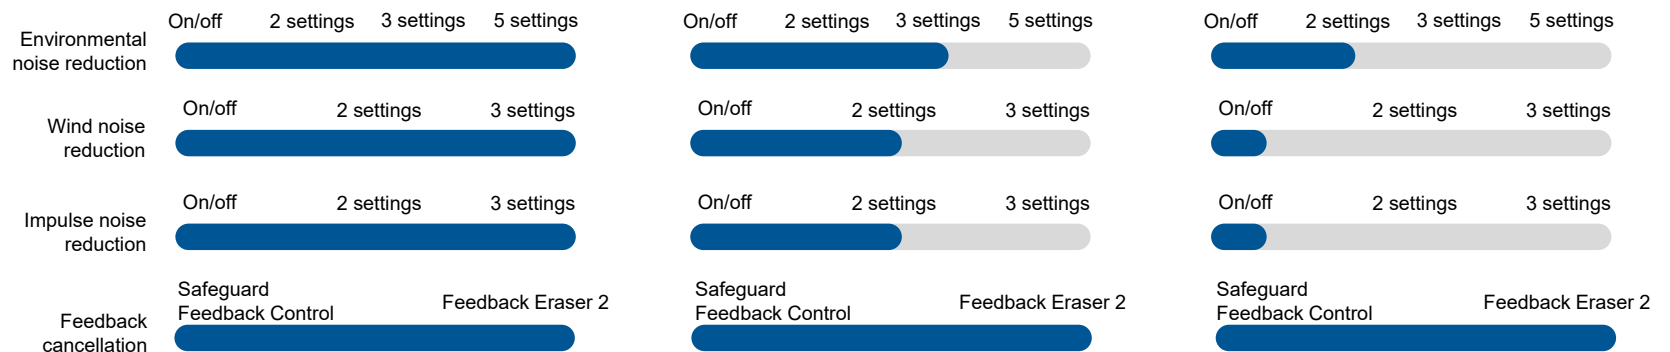 On/off 2 settings 3 settings 5 settings On/off 2 settings 3 settings 5 settings On/off 2 settings 3 settings 5 settings
Environmental
noise reduction
On/off 2 settings 3 settings On/off 2 settings 3 settings On/off 2 settings 3 settings
Wind noise
reduction
On/off 2 settings 3 settings On/off 2 settings 3 settings On/off 2 settings 3 settings
Impulse noise
reduction
Safeguard Safeguard Safeguard
Feedback Control Feedback Eraser 2 Feedback Control Feedback Eraser 2 Feedback Control Feedback Eraser 2
Feedback
cancellation